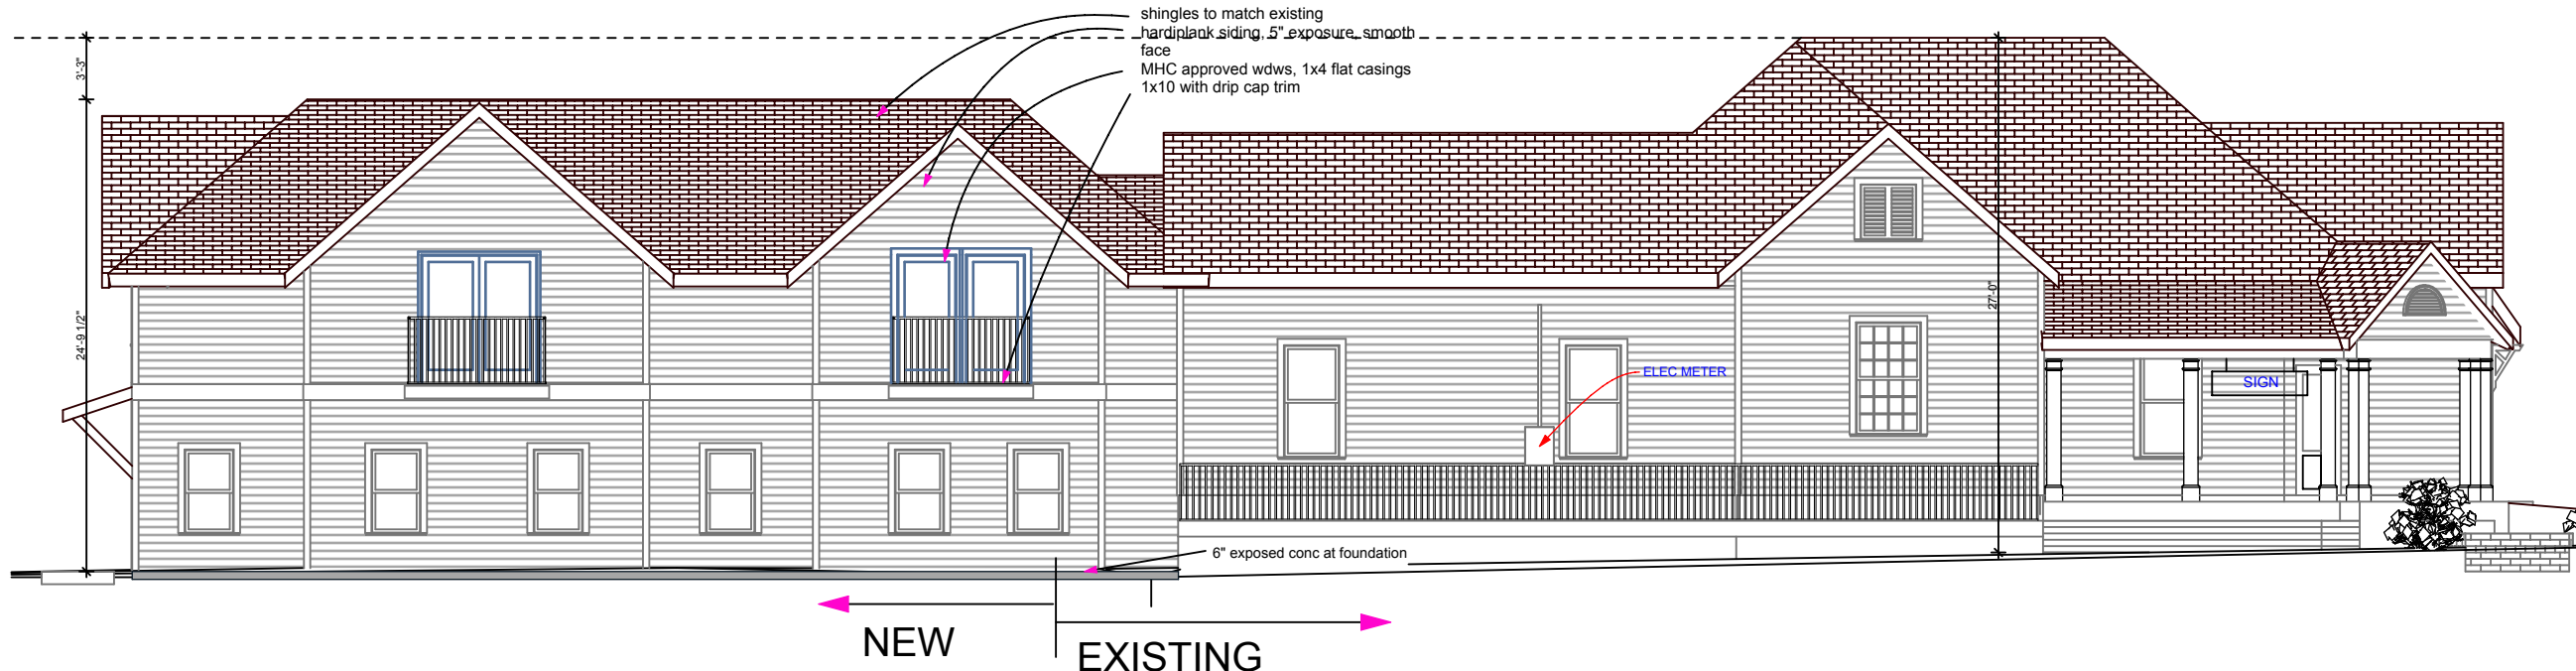 shingles to match existing
hardiplank siding, 5" exposure, smooth
face
MHC approved wdws, 1x4 flat casings
1x10 with drip cap trim
3'-3"
24'-9 1/2"
27'-0"
ELEC METER
SIGN
6" exposed conc at foundation
NEW
EXISTING